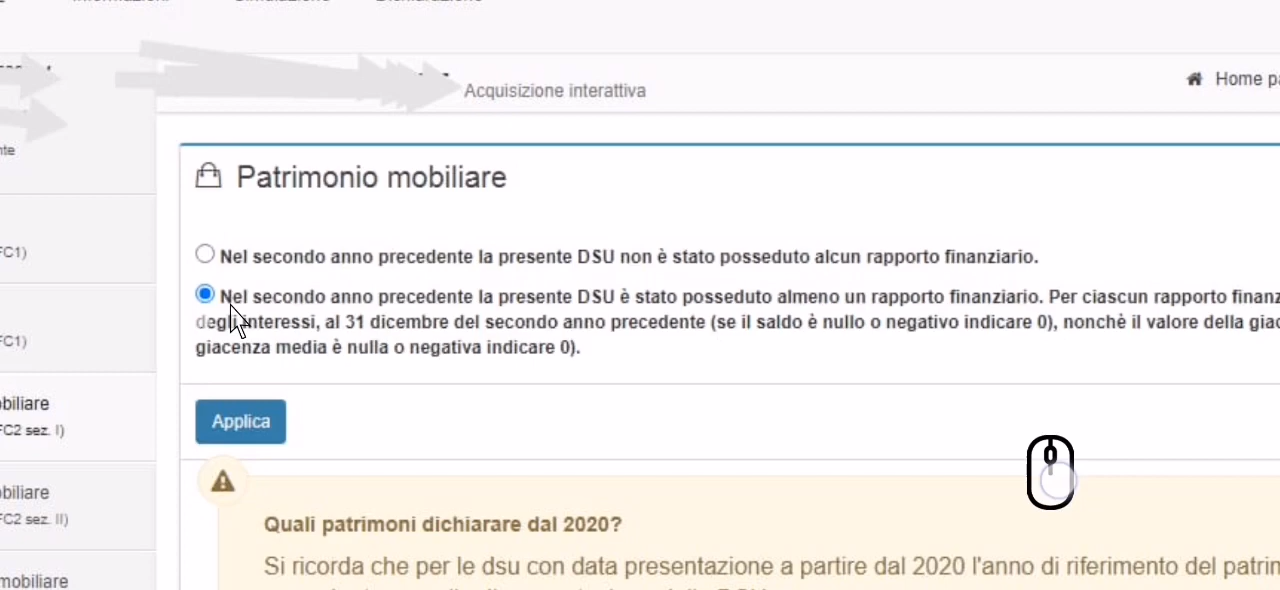 Acquisizione interattiva
Home
nte
Patrimonio mobiliare
Nel secondo anno precedente la presente DSU non è stato posseduto alcun rapporto finanziario.
FC1)
Nel secondo anno precedente la presente DSU è stato posseduto almeno un rapporto finanziario. Per ciascun rapporto finanz
degli interessi, al 31 dicembre del secondo anno precedente (se il saldo è nullo o negativo indicare 0), nonchè il valore della giac
giacenza media è nulla o negativa indicare 0).
FC1)
obiliare
FC2 sez. I)
Applica
obiliare
FC2 sez. II)
Quali patrimoni dichiarare dal 2020?
Si ricorda che per le dsu con data presentazione a partire dal 2020 l'anno di riferimento del patrim
mobiliare